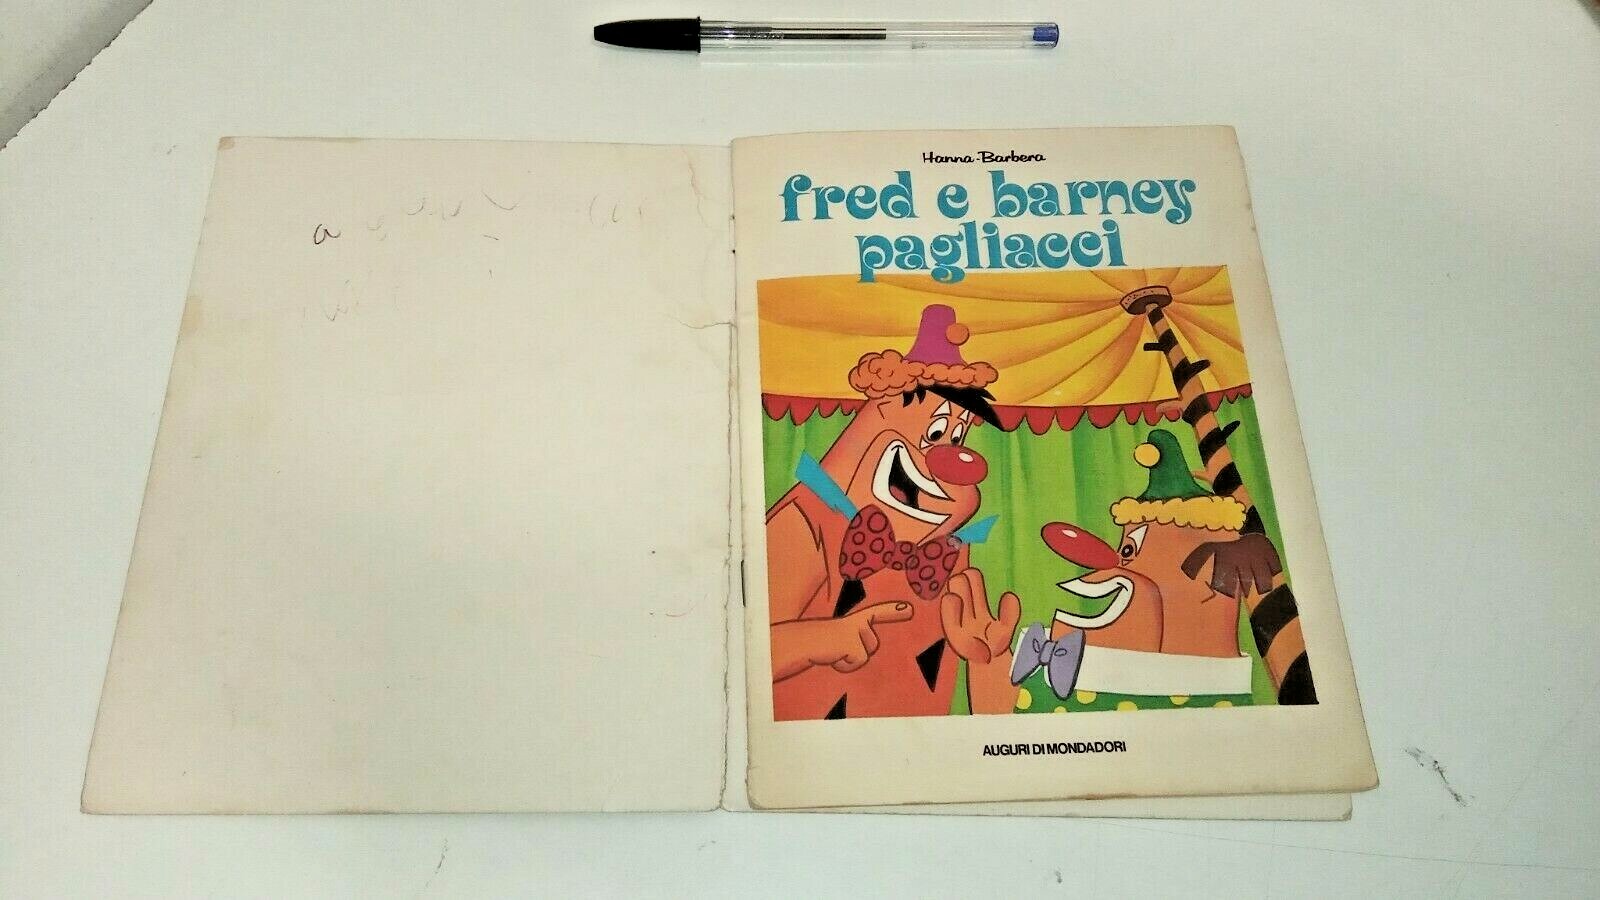 Hanna-Barbera
fred e barney
pagliacci
AUGURI DI MONDADORI